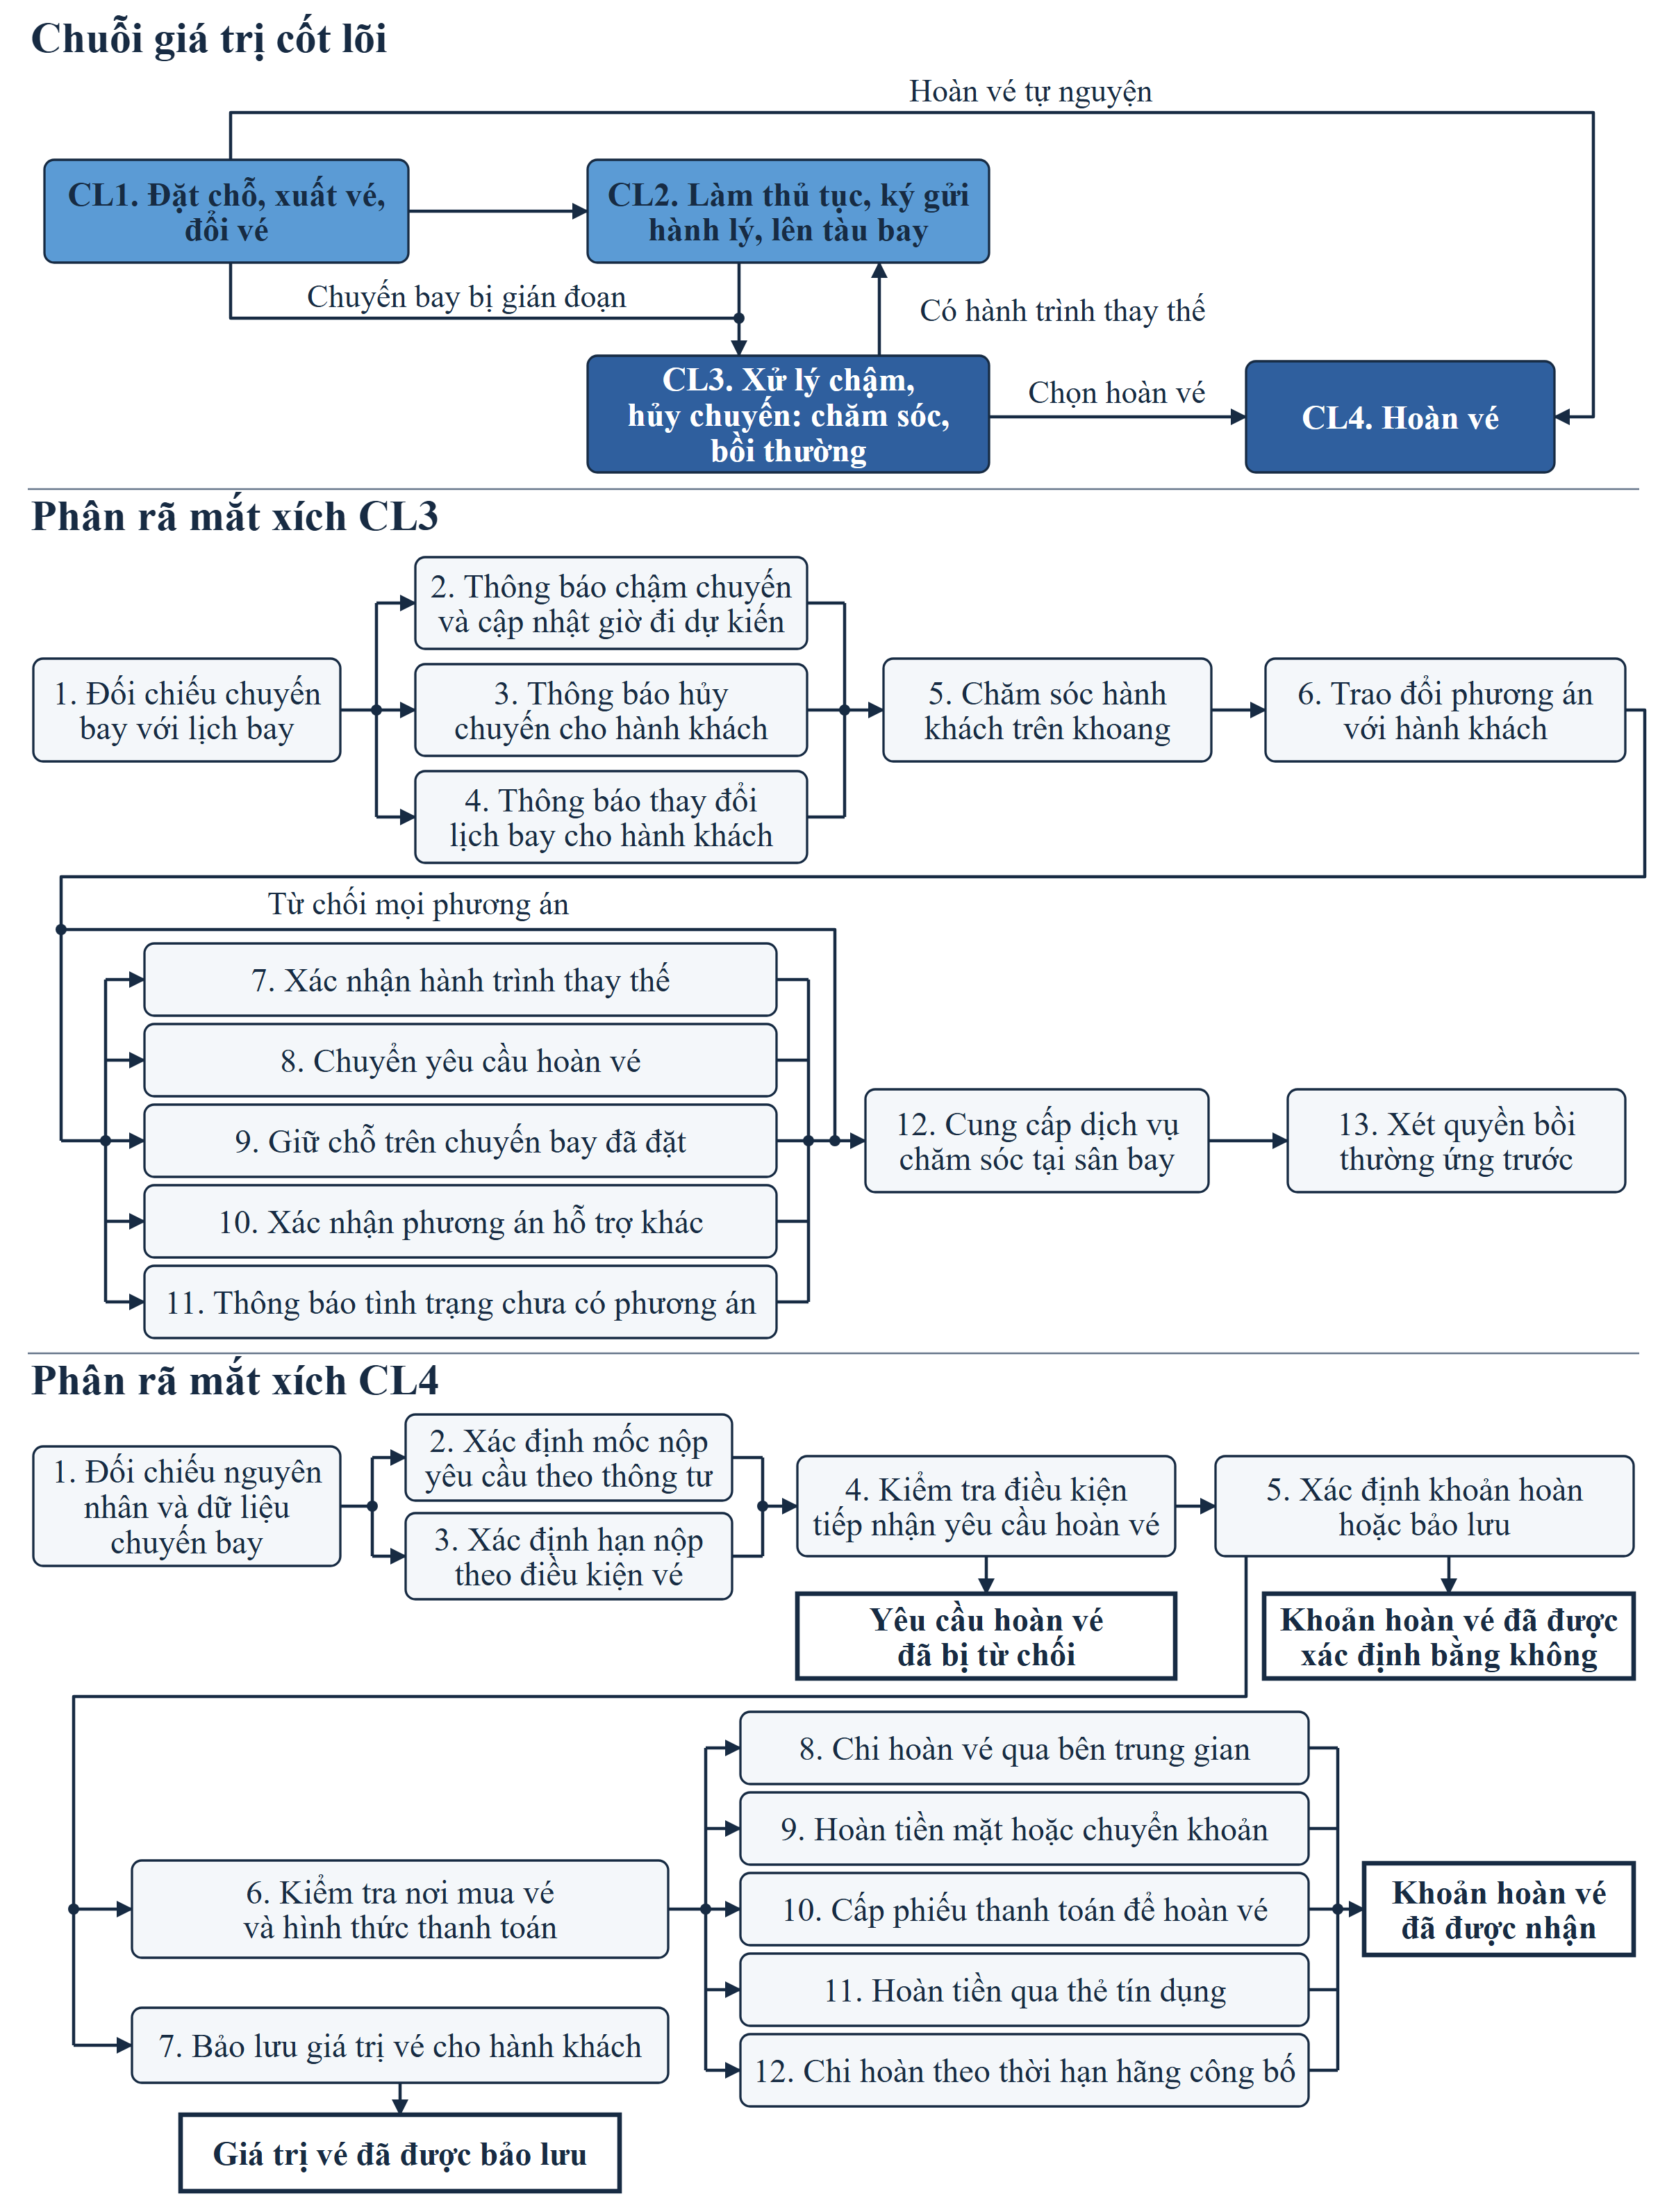 Chuỗi giá trị cốt lõi
Hoàn vé tự nguyện
CL1. Đặt chỗ, xuất vé,
đổi vé
CL2. Làm thủ tục, ký gửi
hành lý, lên tàu bay
Chuyến bay bị gián đoạn
Có hành trình thay thế
CL3. Xử lý chậm,
hủy chuyến: chăm sóc,
bồi thường
Chọn hoàn vé
CL4. Hoàn vé
Phân rã mắt xích CL3
1. Đối chiếu chuyến
bay với lịch bay
2. Thông báo chậm chuyến
và cập nhật giờ đi dự kiến
3. Thông báo hủy
chuyến cho hành khách
4. Thông báo thay đổi
lịch bay cho hành khách
5. Chăm sóc hành
khách trên khoang
6. Trao đổi phương án
với hành khách
Từ chối mọi phương án
7. Xác nhận hành trình thay thế
8. Chuyển yêu cầu hoàn vé
9. Giữ chỗ trên chuyến bay đã đặt
10. Xác nhận phương án hỗ trợ khác
11. Thông báo tình trạng chưa có phương án
12. Cung cấp dịch vụ
chăm sóc tại sân bay
13. Xét quyền bồi
thường ứng trước
Phân rã mắt xích CL4
1. Đối chiếu nguyên
nhân và dữ liệu
chuyến bay
2. Xác định mốc nộp
yêu cầu theo thông tư
3. Xác định hạn nộp
theo điều kiện vé
4. Kiểm tra điều kiện
tiếp nhận yêu cầu hoàn vé
5. Xác định khoản hoàn
hoặc bảo lưu
Yêu cầu hoàn vé
đã bị từ chối
Khoản hoàn vé đã được
xác định bằng không
6. Kiểm tra nơi mua vé
và hình thức thanh toán
7. Bảo lưu giá trị vé cho hành khách
8. Chi hoàn vé qua bên trung gian
9. Hoàn tiền mặt hoặc chuyển khoản
10. Cấp phiếu thanh toán để hoàn vé
11. Hoàn tiền qua thẻ tín dụng
12. Chi hoàn theo thời hạn hãng công bố
Khoản hoàn vé
đã được nhận
Giá trị vé đã được bảo lưu